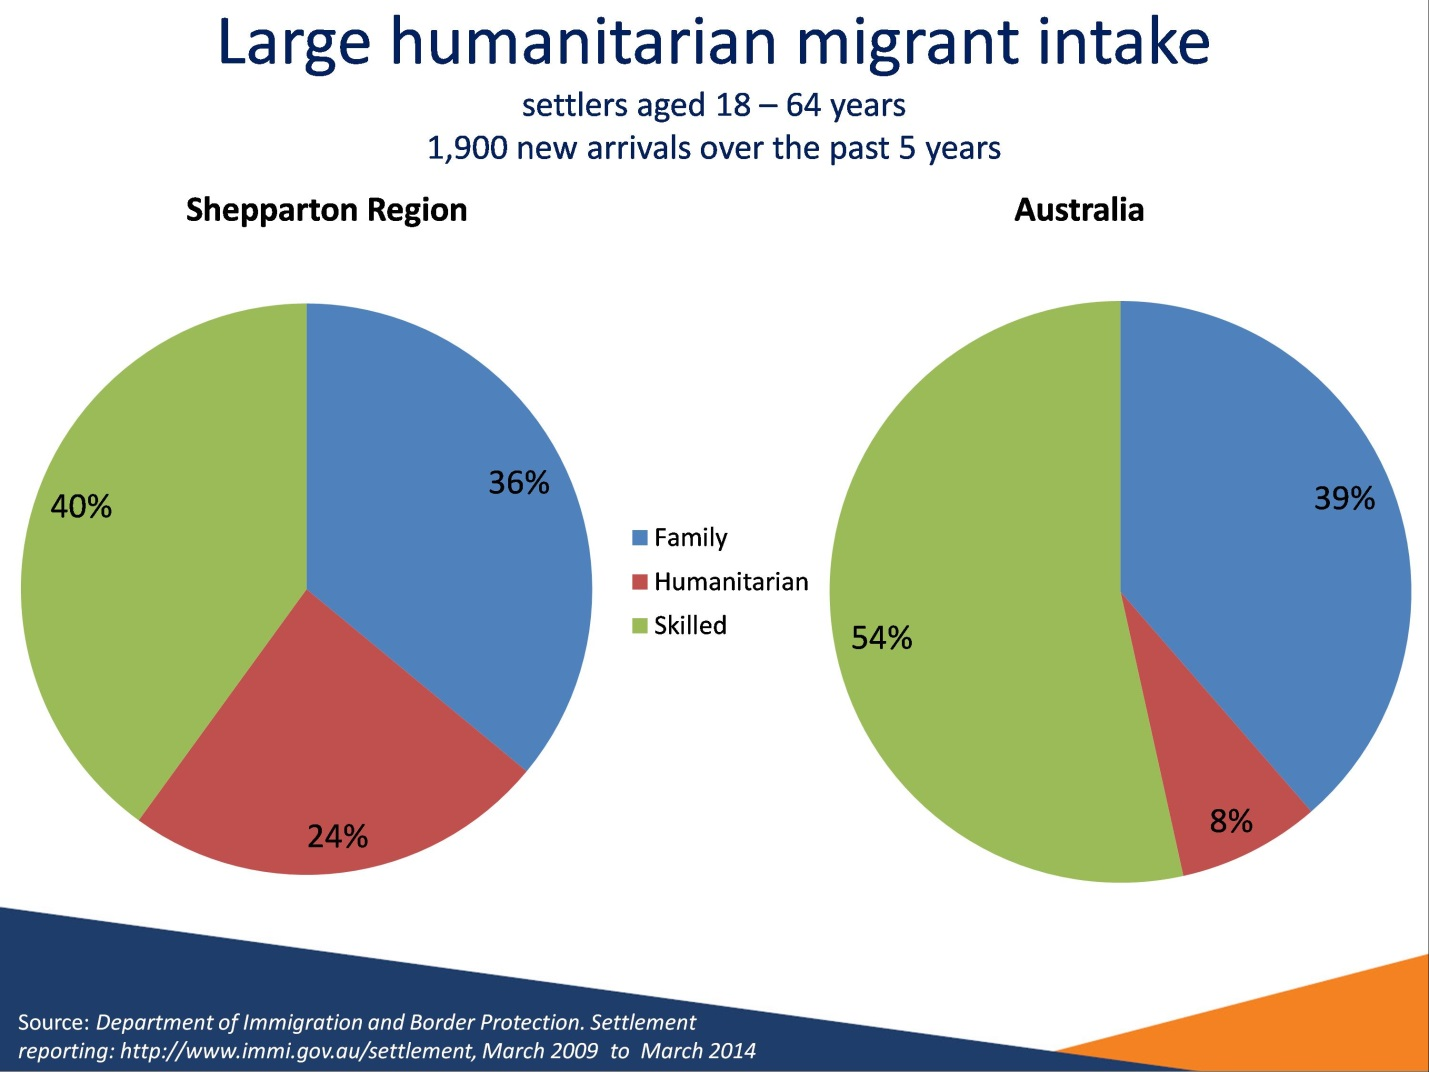 Large humanitarian migrant intake
settlers aged 18 – 64 years
1,900 new arrivals over the past 5 years
Shepparton Region
Australia
40%
36%
24%
Family
Humanitarian
Skilled
39%
54%
8%
Source: Department of Immigration and Border Protection. Settlement
reporting: http://www.immi.gov.au/settlement, March 2009 to March 2014